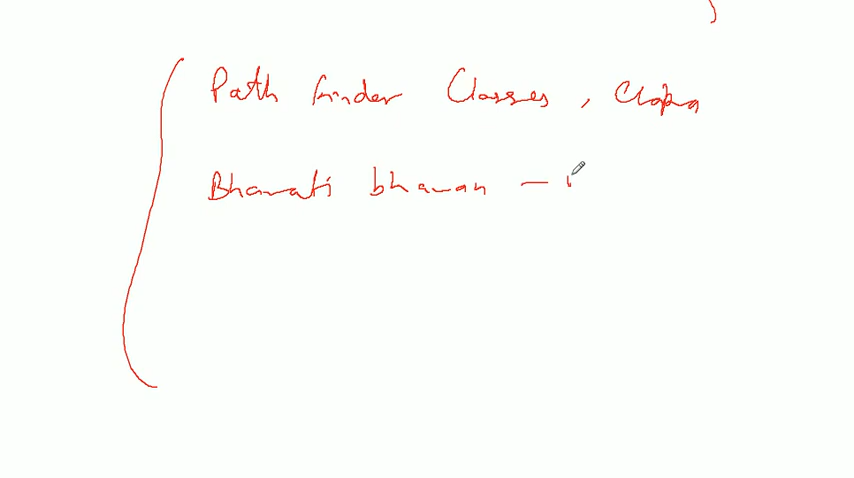 Path finder Classes, Chopra
Bharati bhawan —